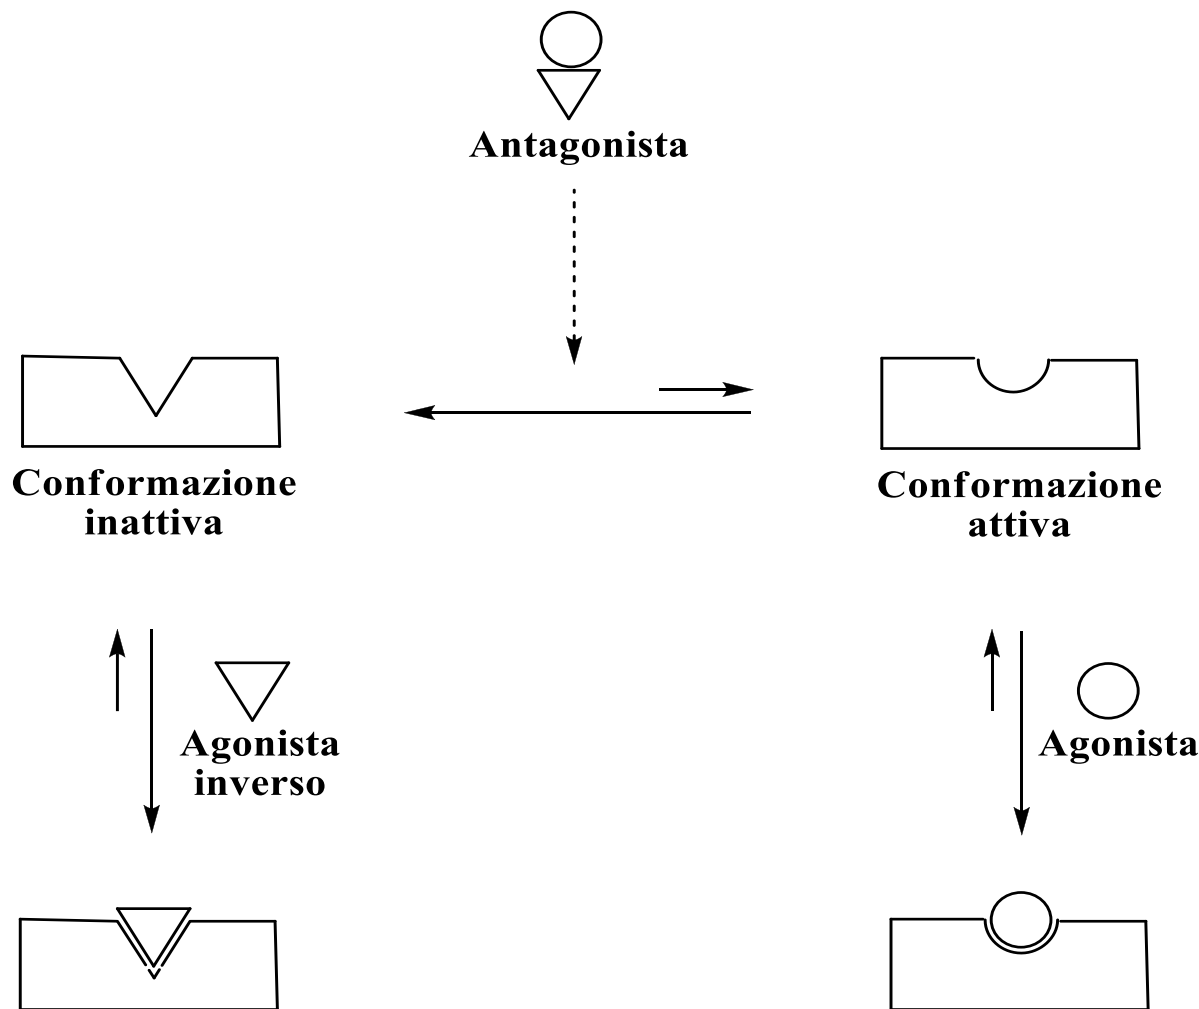 Antagonista
Conformazione
inattiva
Conformazione
attiva
Agonista
inverso
Agonista